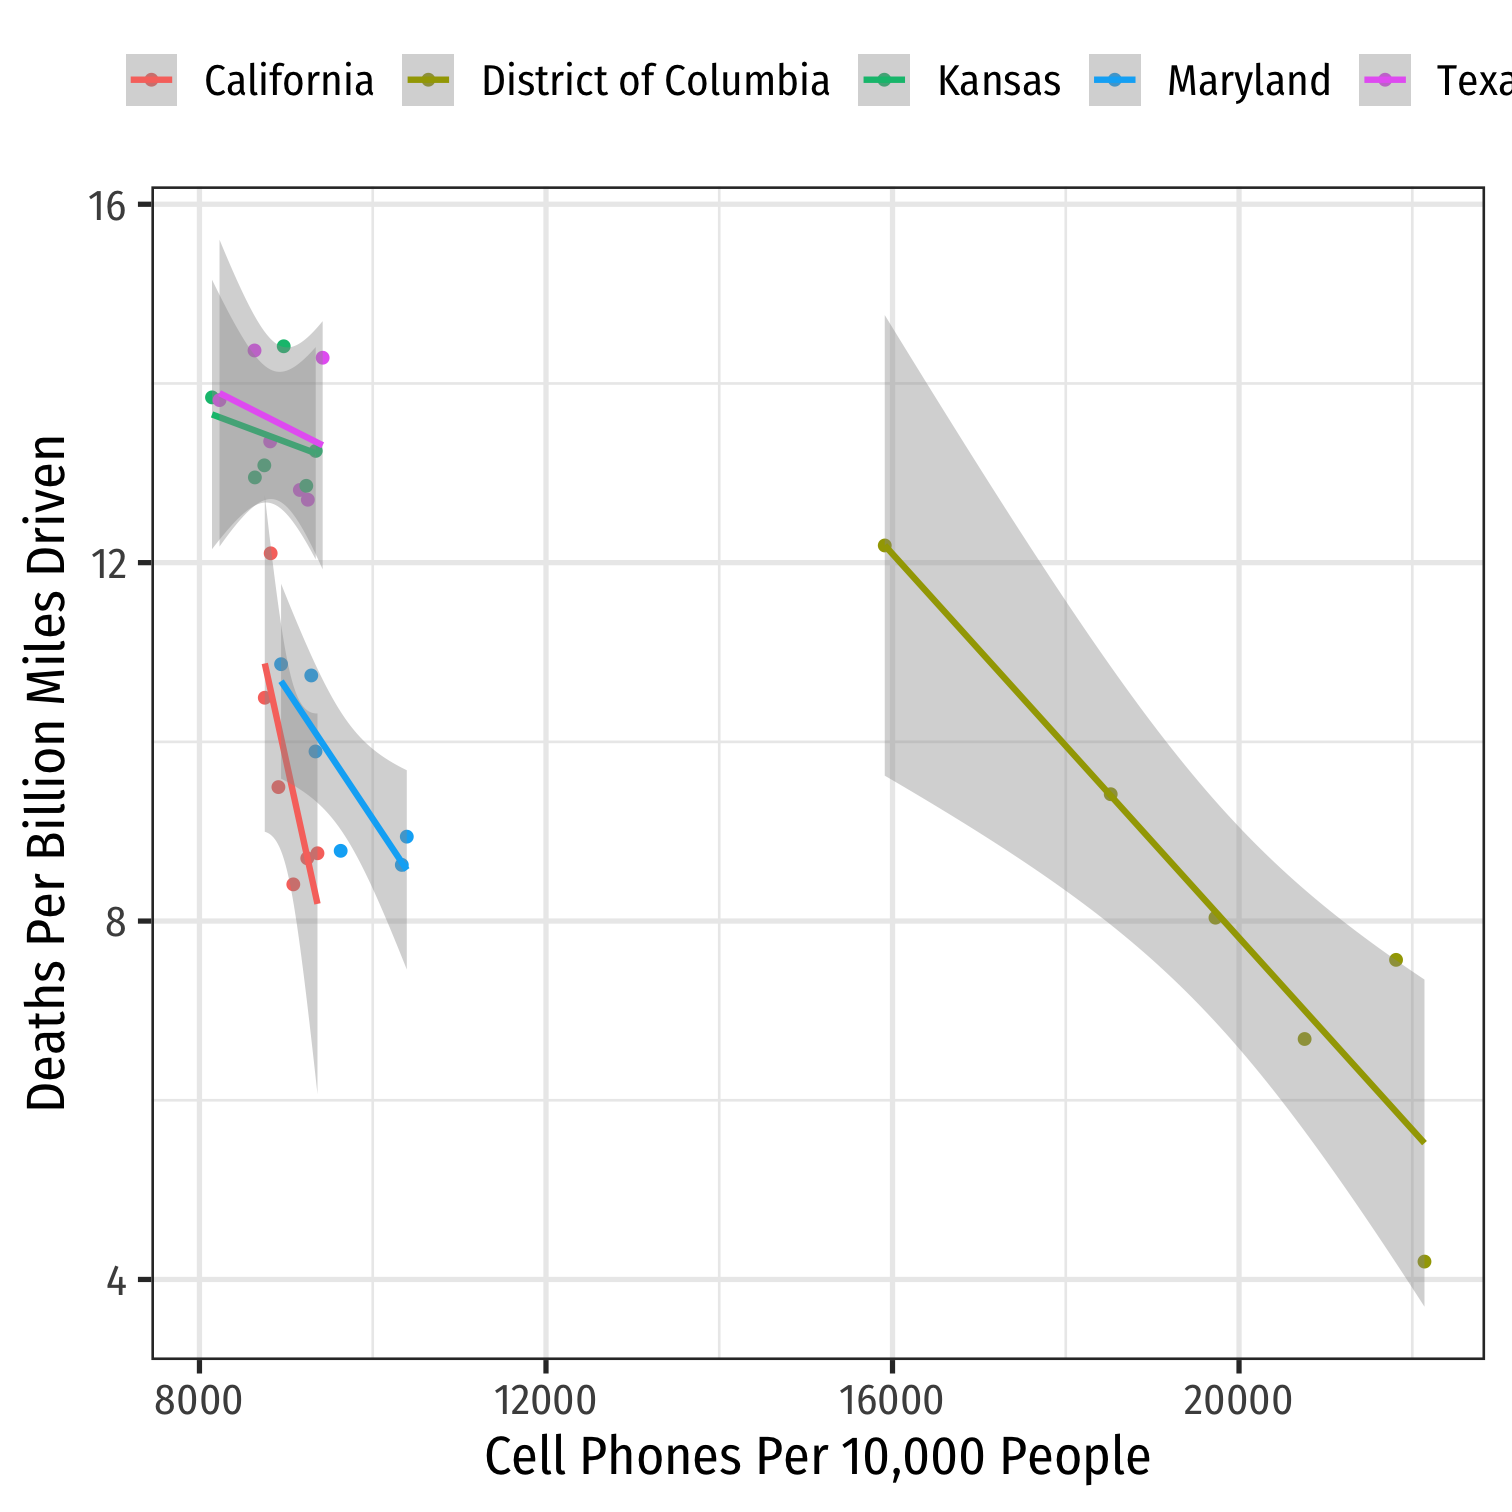 California District of Columbia Kansas Maryland Texa
16
12
8
4
Deaths Per Billion Miles Driven
8000 12000 16000 20000
Cell Phones Per 10,000 People